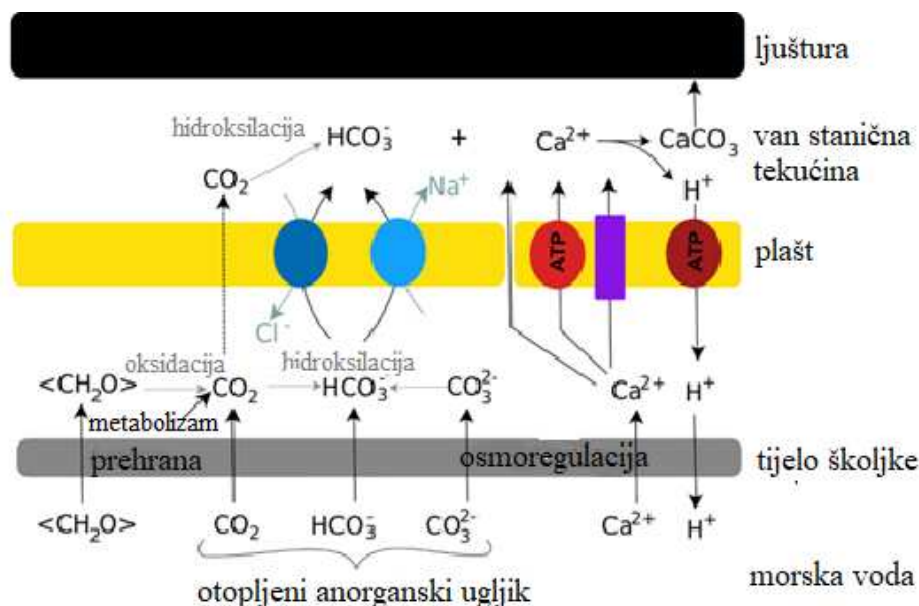 ljuštura
hidroksilacija
HCO₃⁻ + Ca²⁺ CaCO₃
van stanična
tekućina
CO₂
H⁺
Na⁺
ATP ATP
plašt
Cl⁻
oksidacija
hidroksilacija
<CH₂O> CO₂ HCO₃⁻ CO₃²⁻ Ca²⁺ H⁺
metabolizam
prehrana osmoregulacija
tijelo školjke
<CH₂O> CO₂ HCO₃⁻ CO₃²⁻ Ca²⁺ H⁺
otopljeni anorganski ugljik
morska voda